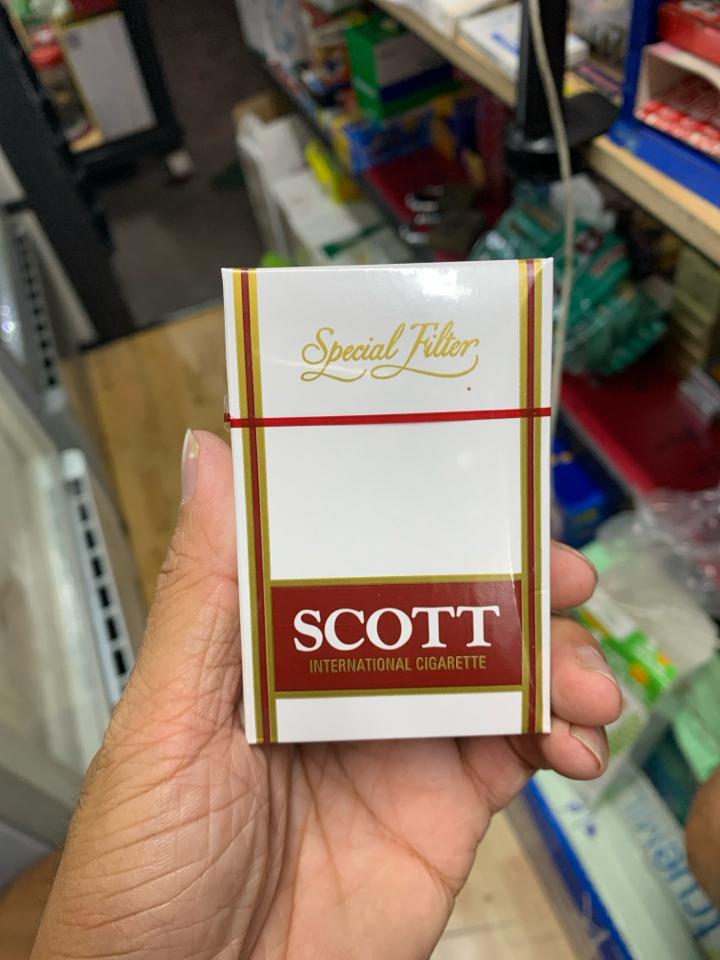 Special Filter
SCOTT
INTERNATIONAL CIGARETTE